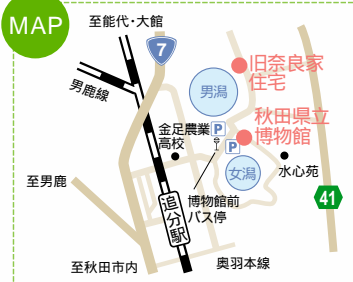 MAP
至能代・大館
7
男鹿線
旧奈良家
住宅
男潟
秋田県立
博物館
金足農業
高校
P
P
女潟
水心苑
至男鹿
博物館前
バス停
追分駅
41
至秋田市内
奥羽本線